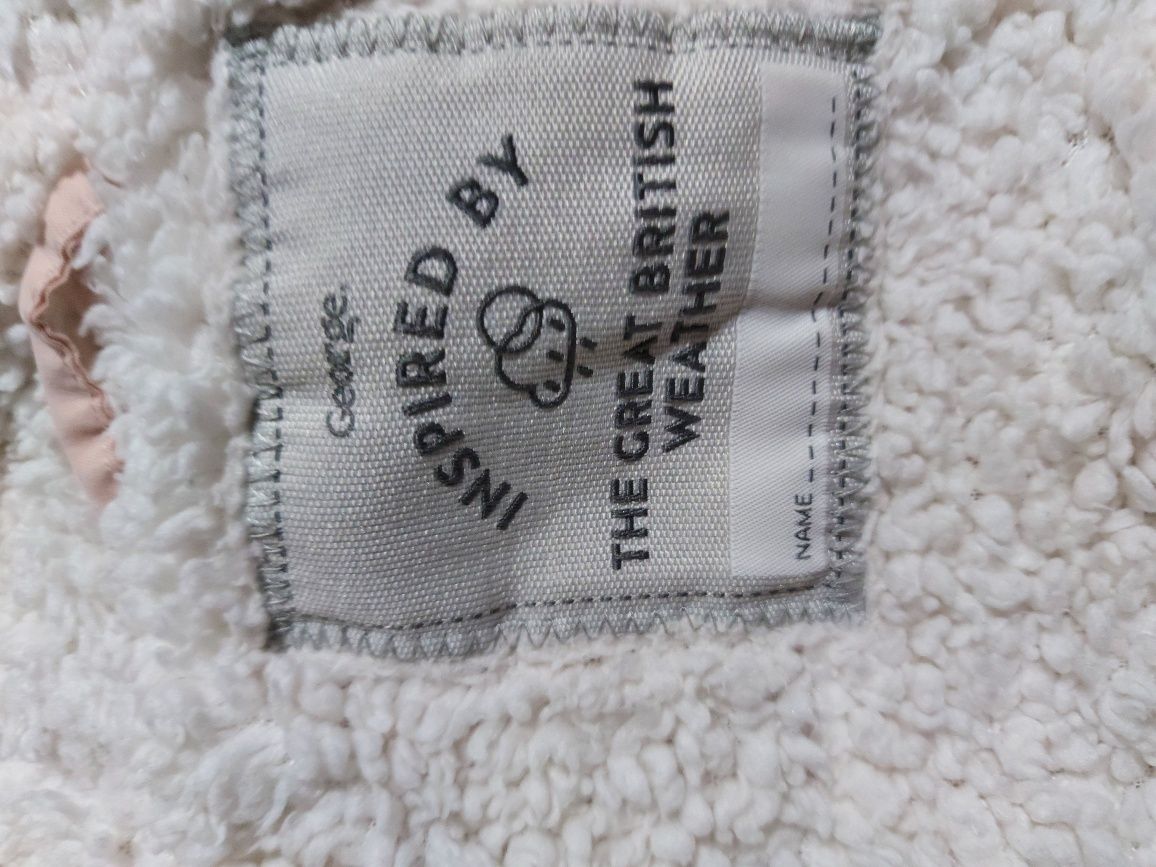 George
INSPIRED BY
THE GREAT BRITISH
WEATHER
NAME